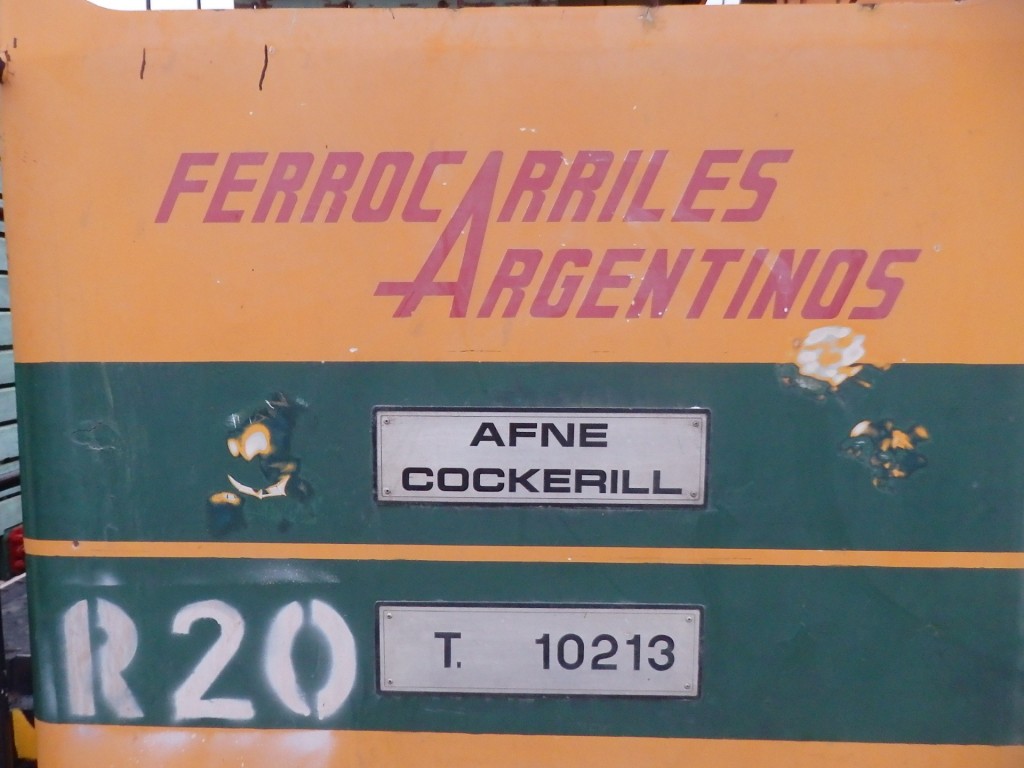 FERROCARRILES
ARGENTINOS
AFNE
COCKERILL
R20
T. 10213